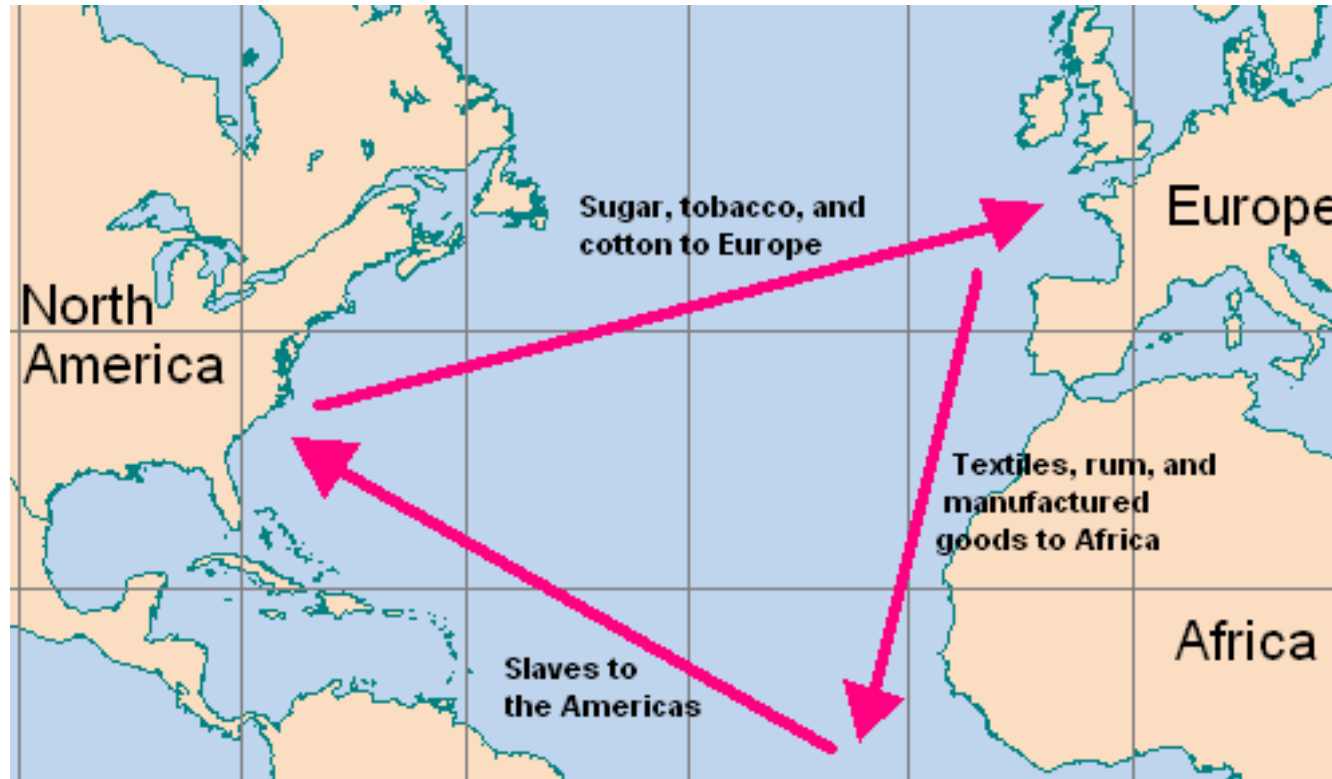 Sugar, tobacco, and
cotton to Europe
Europe
North
America
Textiles, rum, and
manufactured
goods to Africa
Africa
Slaves to
the Americas